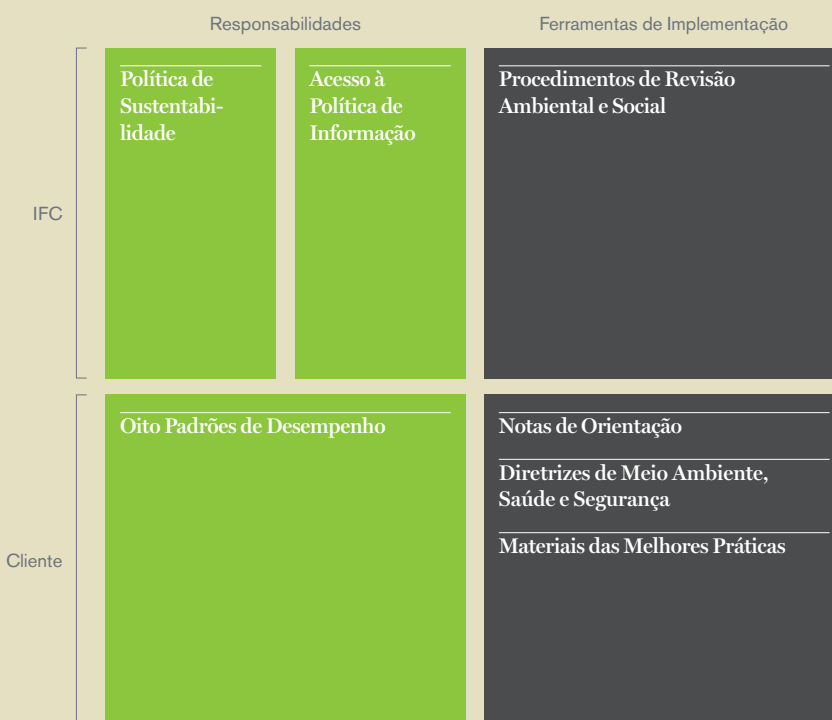 Responsabilidades
Ferramentas de Implementação
IFC
Política de
Sustentabi-
lidade
Acesso à
Política de
Informação
Procedimentos de Revisão
Ambiental e Social
Cliente
Oito Padrões de Desempenho
Notas de Orientação
Diretrizes de Meio Ambiente,
Saúde e Segurança
Materiais das Melhores Práticas